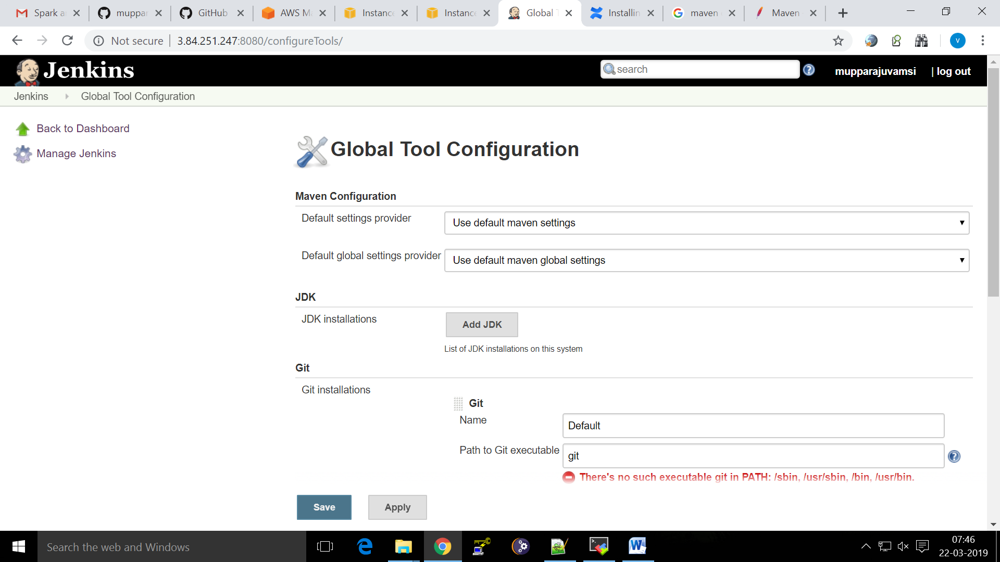 Spark a
muppar
GitHub
AWS M
Instance
Instance
Global T
Installin
maven
Maven
Not secure
3.84.251.247:8080/configureTools/
V
Jenkins
search
mupparajuvamsi
| log out
Jenkins
Global Tool Configuration
Back to Dashboard
Manage Jenkins
Global Tool Configuration
Maven Configuration
Default settings provider
Use default maven settings
Default global settings provider
Use default maven global settings
JDK
JDK installations
Add JDK
List of JDK installations on this system
Git
Git installations
Git
Name
Default
Path to Git executable
git
There's no such executable git in PATH: /sbin, /usr/sbin, /bin, /usr/bin.
Save
Apply
Search the web and Windows
07:46
22-03-2019